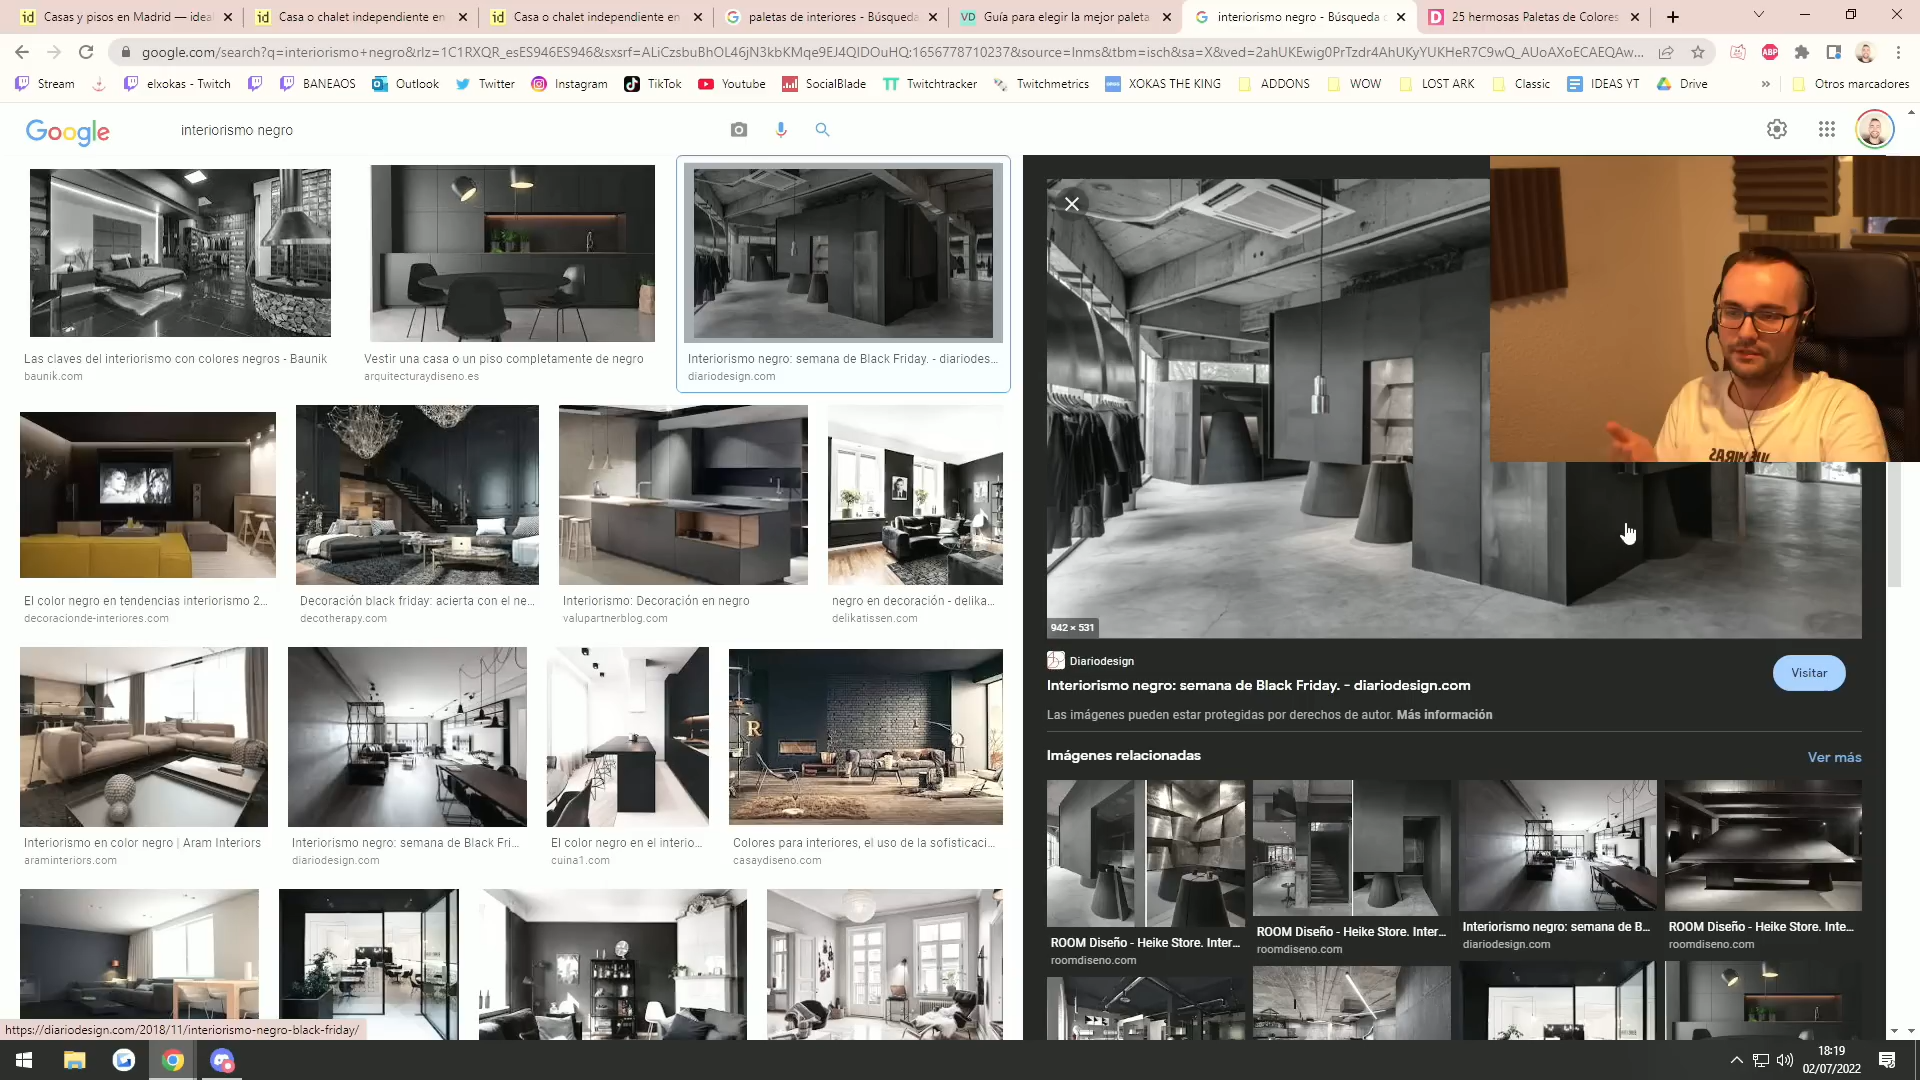 Casas y pisos en Madrid — ideal
Casa o chalet independiente en
Casa o chalet independiente en
paletas de interiores - Búsqueda
Guía para elegir la mejor paleta
interiorismo negro - Búsqueda d
25 hermosas Paletas de Colores
google.com/search?q=interiorismo+negro&rlz=1C1RXQR_esES946ES946&sxsrf=ALiCzsbuBhOL46jN3kbKMqe9EJ4QIDOuHQ:1656778710237&source=lnms&tbm=isch&sa=X&ved=2ahUKEwig0PrTzdr4AhUKyYUKHeR7C9wQ_AUoAXoECAEQAw...
ABP
Stream
elxokas - Twitch
BANEAOS
Outlook
Twitter
Instagram
TikTok
Youtube
SocialBlade
Twitchtracker
Twitchmetrics
XOKAS THE KING
ADDONS
WOW
LOST ARK
Classic
IDEAS YT
Drive
»
Otros marcadores
Google
interiorismo negro
Las claves del interiorismo con colores negros - Baunik
baunik.com
Vestir una casa o un piso completamente de negro
arquitecturaydiseno.es
Interiorismo negro: semana de Black Friday. - diariodes...
diariodesign.com
El color negro en tendencias interiorismo 2...
decoracionde-interiores.com
Decoración black friday: acierta con el ne...
decotherapy.com
Interiorismo: Decoración en negro
valupartnerblog.com
negro en decoración - delika...
delikatissen.com
R
Interiorismo en color negro | Aram Interiors
araminteriors.com
Interiorismo negro: semana de Black Fri...
diariodesign.com
El color negro en el interio...
cuina1.com
Colores para interiores, el uso de la sofisticaci...
casaydiseno.com
942 × 531
Diariodesign
Interiorismo negro: semana de Black Friday. - diariodesign.com
Visitar
Las imágenes pueden estar protegidas por derechos de autor. Más información
Imágenes relacionadas
Ver más
ROOM Diseño - Heike Store. Inter...
roomdiseno.com
ROOM Diseño - Heike Store. Inter...
roomdiseno.com
Interiorismo negro: semana de B...
diariodesign.com
ROOM Diseño - Heike Store. Inte...
roomdiseno.com
https://diariodesign.com/2018/11/interiorismo-negro-black-friday/
18:19
02/07/2022